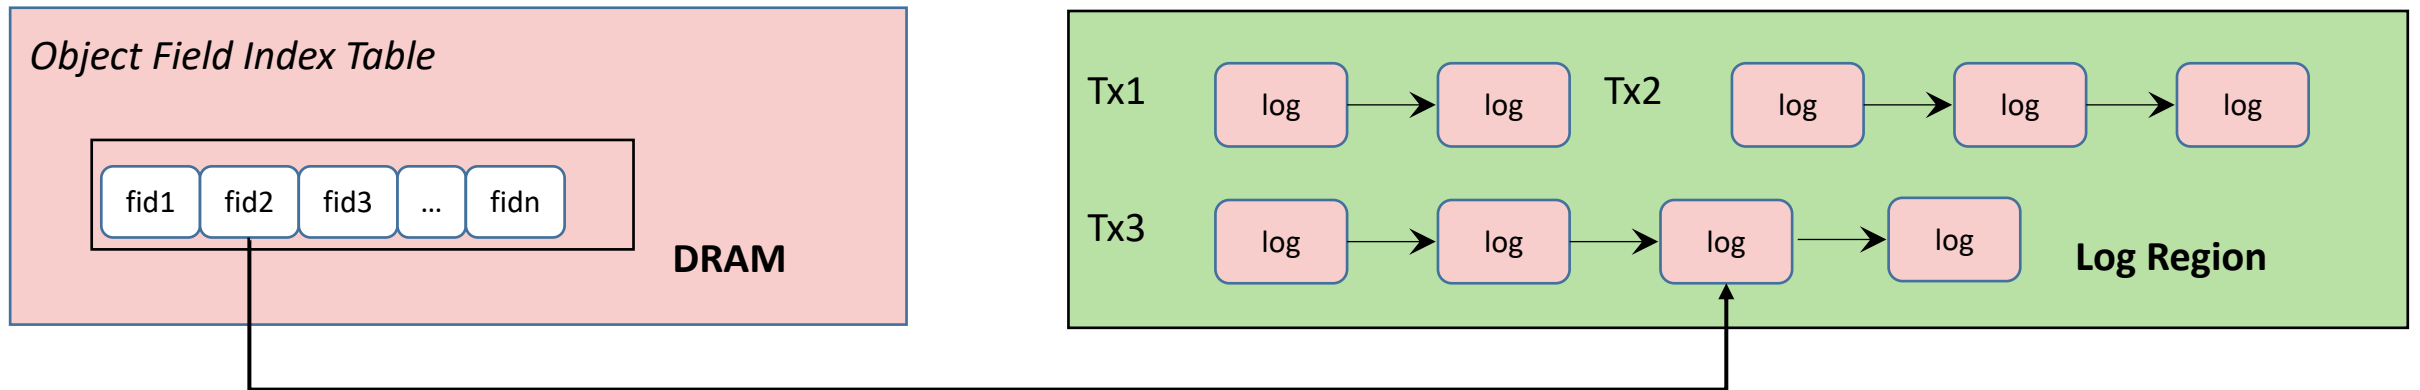 Object Field Index Table
fid1 fid2 fid3 ... fidn
DRAM
Tx1 log log Tx2 log log log
Tx3 log log log log
Log Region